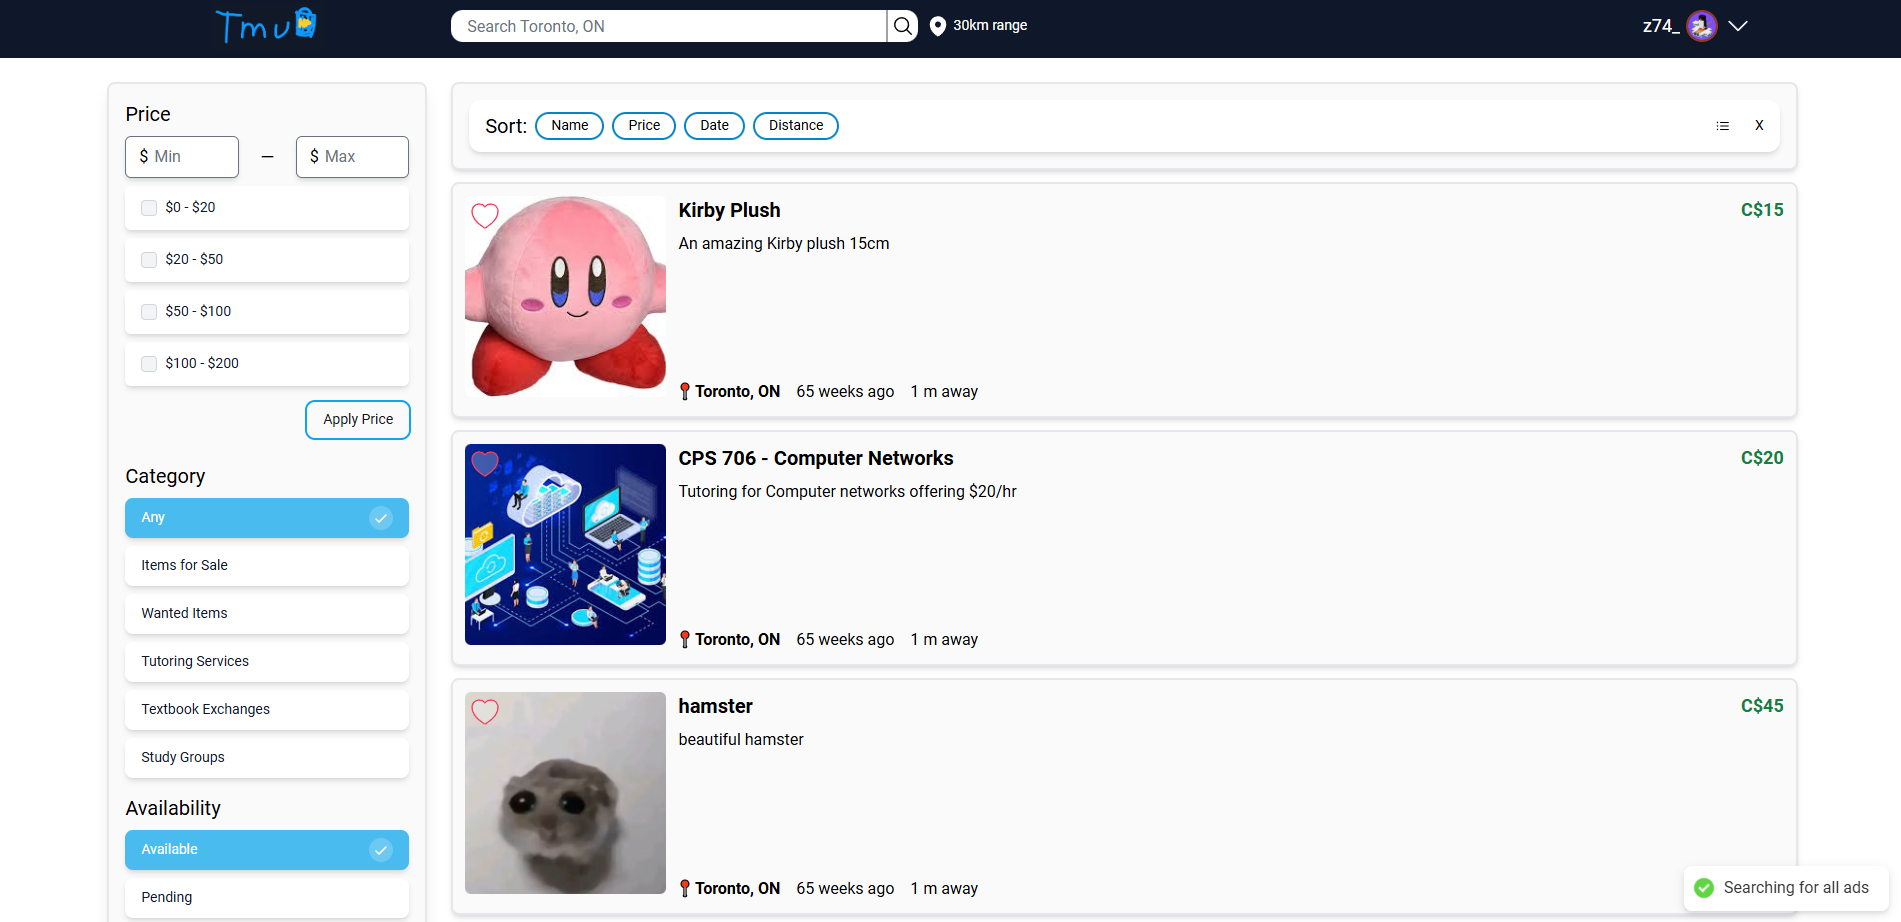 Tmu
Search Toronto, ON
30km range
z74_
Price
$ Min — $ Max
$0 - $20
$20 - $50
$50 - $100
$100 - $200
Apply Price
Category
Any
Items for Sale
Wanted Items
Tutoring Services
Textbook Exchanges
Study Groups
Availability
Available
Pending
Sort: Name Price Date Distance X
Kirby Plush C$15
An amazing Kirby plush 15cm
Toronto, ON 65 weeks ago 1 m away
CPS 706 - Computer Networks C$20
Tutoring for Computer networks offering $20/hr
Toronto, ON 65 weeks ago 1 m away
hamster C$45
beautiful hamster
Toronto, ON 65 weeks ago 1 m away
Searching for all ads